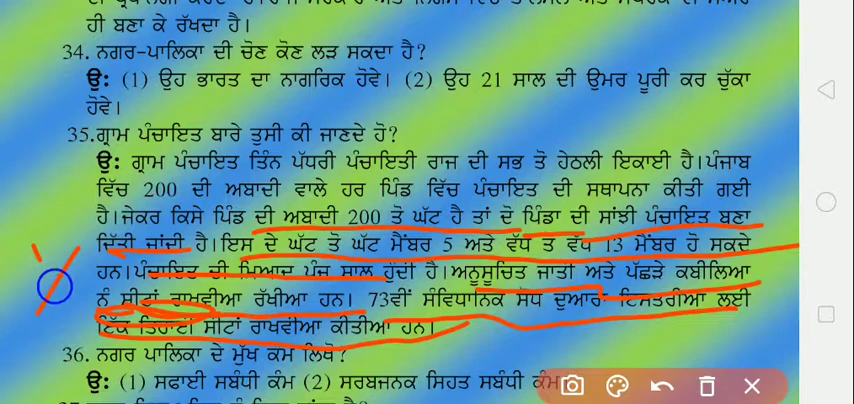 ਹੀ ਬਣਾ ਕੇ ਰੱਖਦਾ ਹੈ।
34. ਨਗਰ-ਪਾਲਿਕਾ ਦੀ ਚੋਣ ਕੋਣ ਲੜ ਸਕਦਾ ਹੈ?
ਉ: (1) ਉਹ ਭਾਰਤ ਦਾ ਨਾਗਰਿਕ ਹੋਵੇ। (2) ਉਹ 21 ਸਾਲ ਦੀ ਉਮਰ ਪੂਰੀ ਕਰ ਚੁੱਕਾ
ਹੋਵੇ।
35.ਗ੍ਰਾਮ ਪੰਚਾਇਤ ਬਾਰੇ ਤੁਸੀ ਕੀ ਜਾਣਦੇ ਹੋ?
ਉ: ਗ੍ਰਾਮ ਪੰਚਾਇਤ ਤਿੰਨ ਪੱਧਰੀ ਪੰਚਾਇਤੀ ਰਾਜ ਦੀ ਸਭ ਤੋ ਹੇਠਲੀ ਇਕਾਈ ਹੈ।ਪੰਜਾਬ
ਵਿੱਚ 200 ਦੀ ਅਬਾਦੀ ਵਾਲੇ ਹਰ ਪਿੰਡ ਵਿੱਚ ਪੰਚਾਇਤ ਦੀ ਸਥਾਪਨਾ ਕੀਤੀ ਗਈ
ਹੈ।ਜੇਕਰ ਕਿਸੇ ਪਿੰਡ ਦੀ ਅਬਾਦੀ 200 ਤੋ ਘੱਟ ਹੈ ਤਾਂ ਦੋ ਪਿੰਡਾ ਦੀ ਸਾਂਝੀ ਪੰਚਾਇਤ ਬਣਾ
ਦਿੱਤੀ ਜਾਂਦੀ ਹੈ।ਇਸ ਦੇ ਘੱਟ ਤੋ ਘੱਟ ਮੈਂਬਰ 5 ਅਤੇ ਵੱਧ ਤ ਵੱਧ 13 ਮੈਂਬਰ ਹੋ ਸਕਦੇ
ਹਨ।ਪੰਚਾਇਤ ਦੀ ਮਿਆਦ ਪੰਜ ਸਾਲ ਹੁੰਦੀ ਹੈ।ਅਨੁਸੂਚਿਤ ਜਾਤਾਂ ਅਤੇ ਪੱਛੜੇ ਕਬੀਲਿਆ
ਨੰ ਸੀਟਾਂ ਰਾਖਵੀਆ ਰੱਖੀਆ ਹਨ। 73ਵੀਂ ਸੰਵਿਧਾਨਿਕ ਸੋਧ ਦੁਆਰਾ ਇਸਤਰੀਆ ਲਈ
ਇੱਕ ਤਿਹਾਈ ਸੀਟਾਂ ਰਾਖਵੀਆ ਕੀਤੀਆ ਹਨ।
36. ਨਗਰ ਪਾਲਿਕਾ ਦੇ ਮੁੱਖ ਕੰਮ ਲਿਖੋ?
ਉ: (1) ਸਫਾਈ ਸਬੰਧੀ ਕੰਮ (2) ਸਰਬਜਨਕ ਸਿਹਤ ਸਬੰਧੀ ਕੰਮ